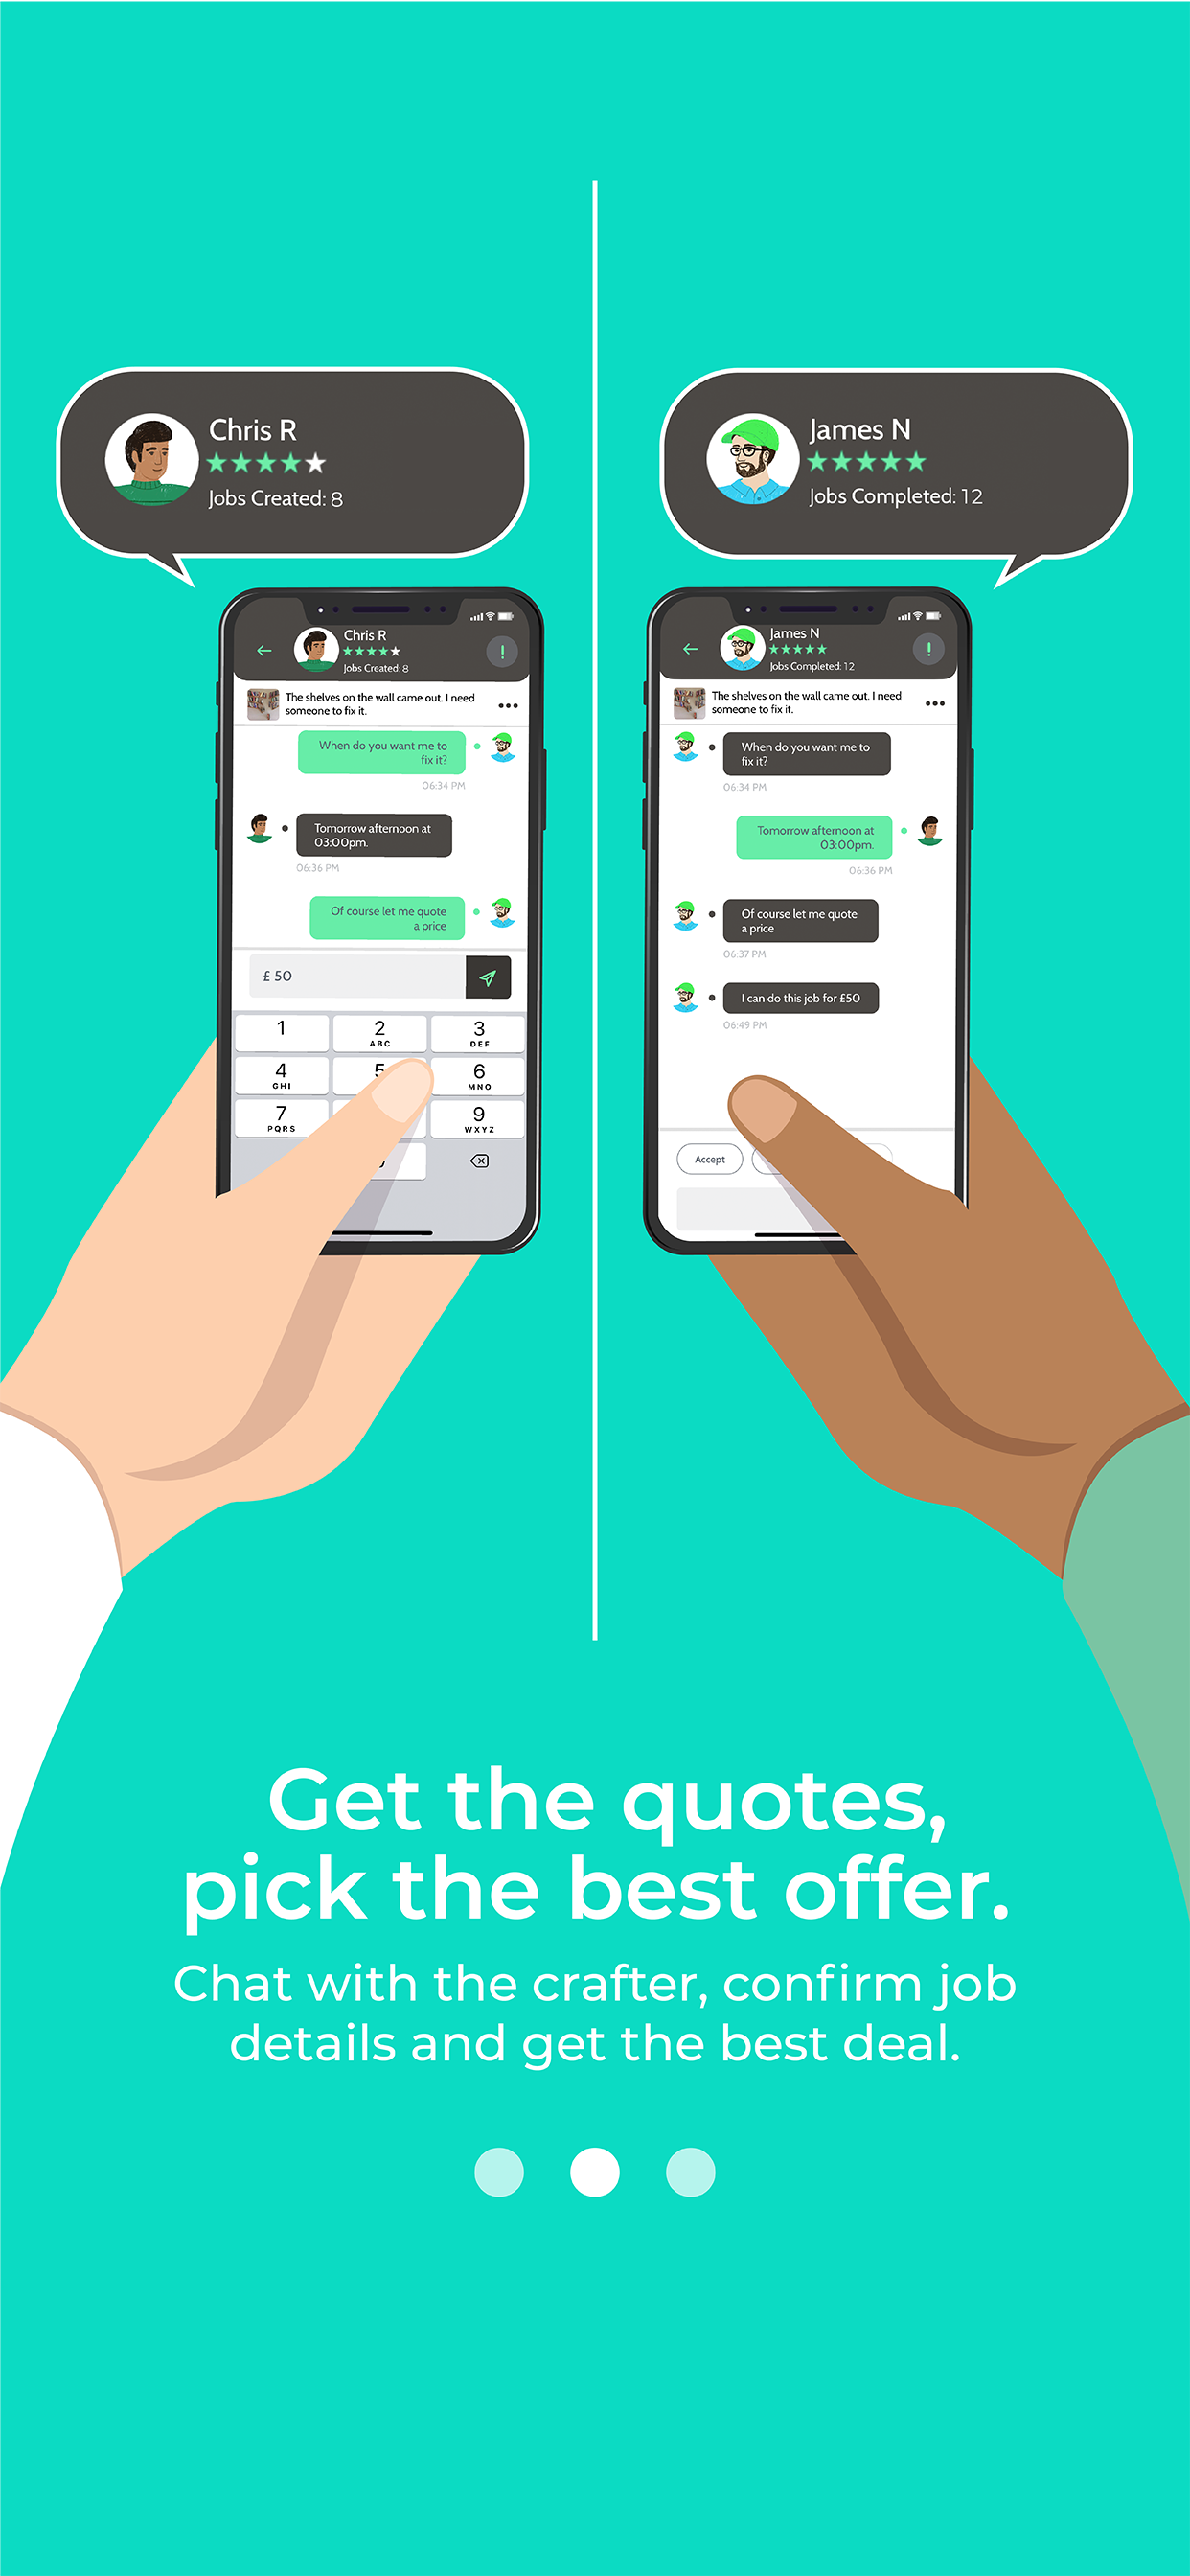 Chris R
Jobs Created: 8
James N
Jobs Completed: 12
Chris R
Jobs Created: 8
The shelves on the wall came out. I need
someone to fix it.
When do you want me to
fix it?
06:34 PM
Tomorrow afternoon at
03:00pm.
06:36 PM
Of course let me quote
a price
£ 50
1
2
ABC
3
DEF
4
GHI
5
6
MNO
7
PQRS
9
WXYZ
James N
Jobs Completed: 12
The shelves on the wall came out. I need
someone to fix it.
When do you want me to
fix it?
06:34 PM
Tomorrow afternoon at
03:00pm.
06:36 PM
Of course let me quote
a price
06:37 PM
I can do this job for £50
06:49 PM
Accept
Get the quotes,
pick the best offer.
Chat with the crafter, confirm job
details and get the best deal.